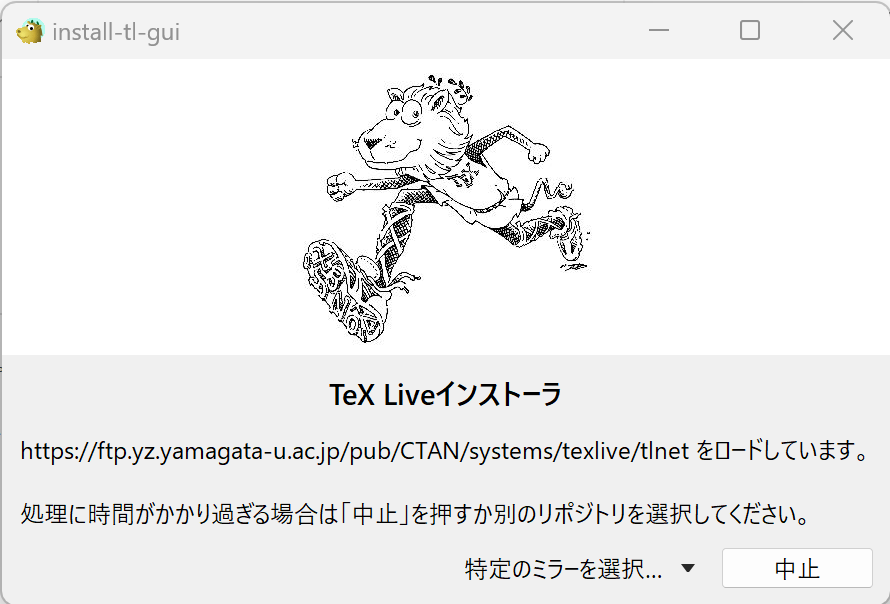 install-tl-gui
TeX Liveインストーラ
https://ftp.yz.yamagata-u.ac.jp/pub/CTAN/systems/texlive/tlnet をロードしています。
処理に時間がかかり過ぎる場合は「中止」を押すか別のリポジトリを選択してください。
特定のミラーを選択...
中止